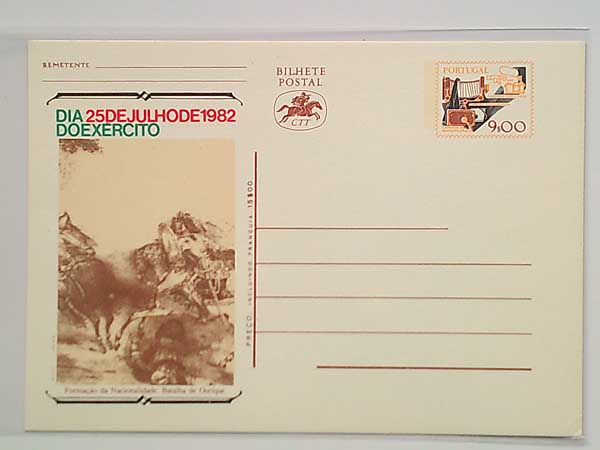 REMETENTE
DIA 25DEJULHODE1982
DOEXÉRCITO
Formação da Nacionalidade. Batalha de Ourique
BILHETE
POSTAL
CTT
PORTUGAL
9$00
PREÇO, INCLUINDO FRANQUIA 15$00